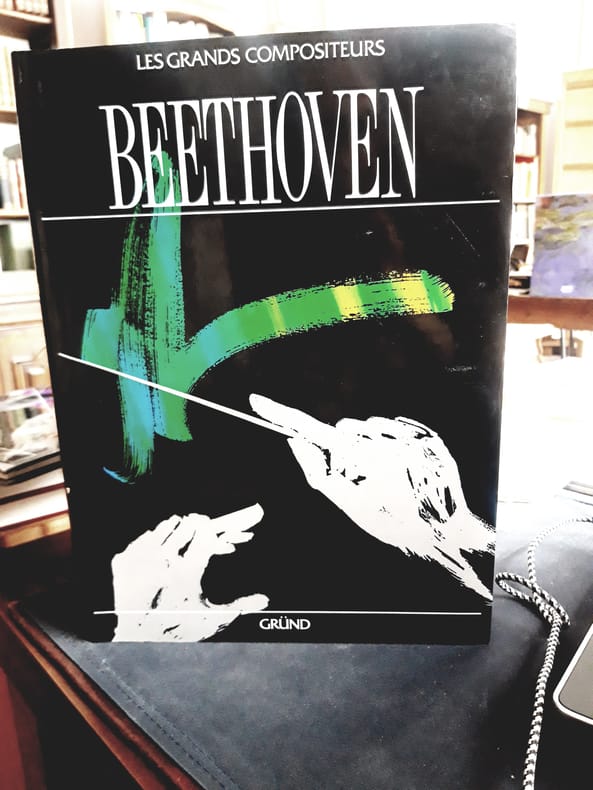 LES GRANDS COMPOSITEURS
BEETHOVEN
GRÜND